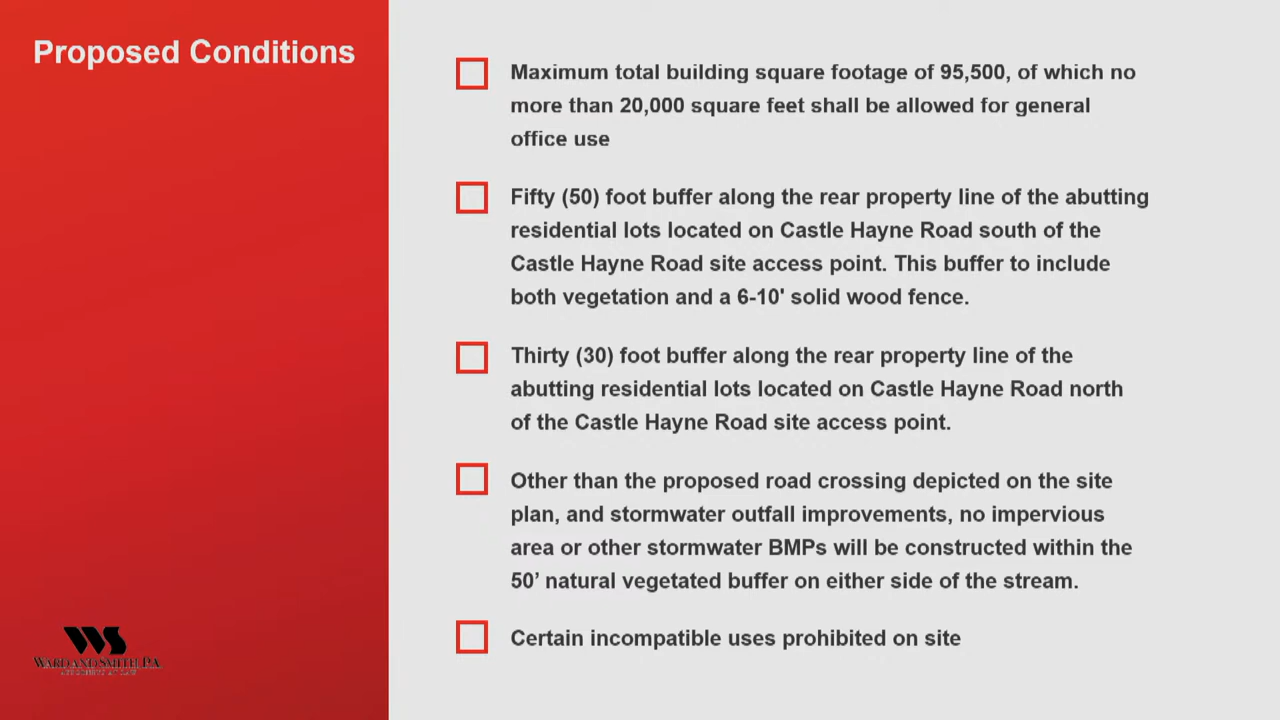 Proposed Conditions
Maximum total building square footage of 95,500, of which no
more than 20,000 square feet shall be allowed for general
office use
Fifty (50) foot buffer along the rear property line of the abutting
residential lots located on Castle Hayne Road south of the
Castle Hayne Road site access point. This buffer to include
both vegetation and a 6-10' solid wood fence.
Thirty (30) foot buffer along the rear property line of the
abutting residential lots located on Castle Hayne Road north
of the Castle Hayne Road site access point.
Other than the proposed road crossing depicted on the site
plan, and stormwater outfall improvements, no impervious
area or other stormwater BMPs will be constructed within the
50’ natural vegetated buffer on either side of the stream.
Certain incompatible uses prohibited on site
WS
WARD AND SMITH, P.A.
ATTORNEYS AT LAW